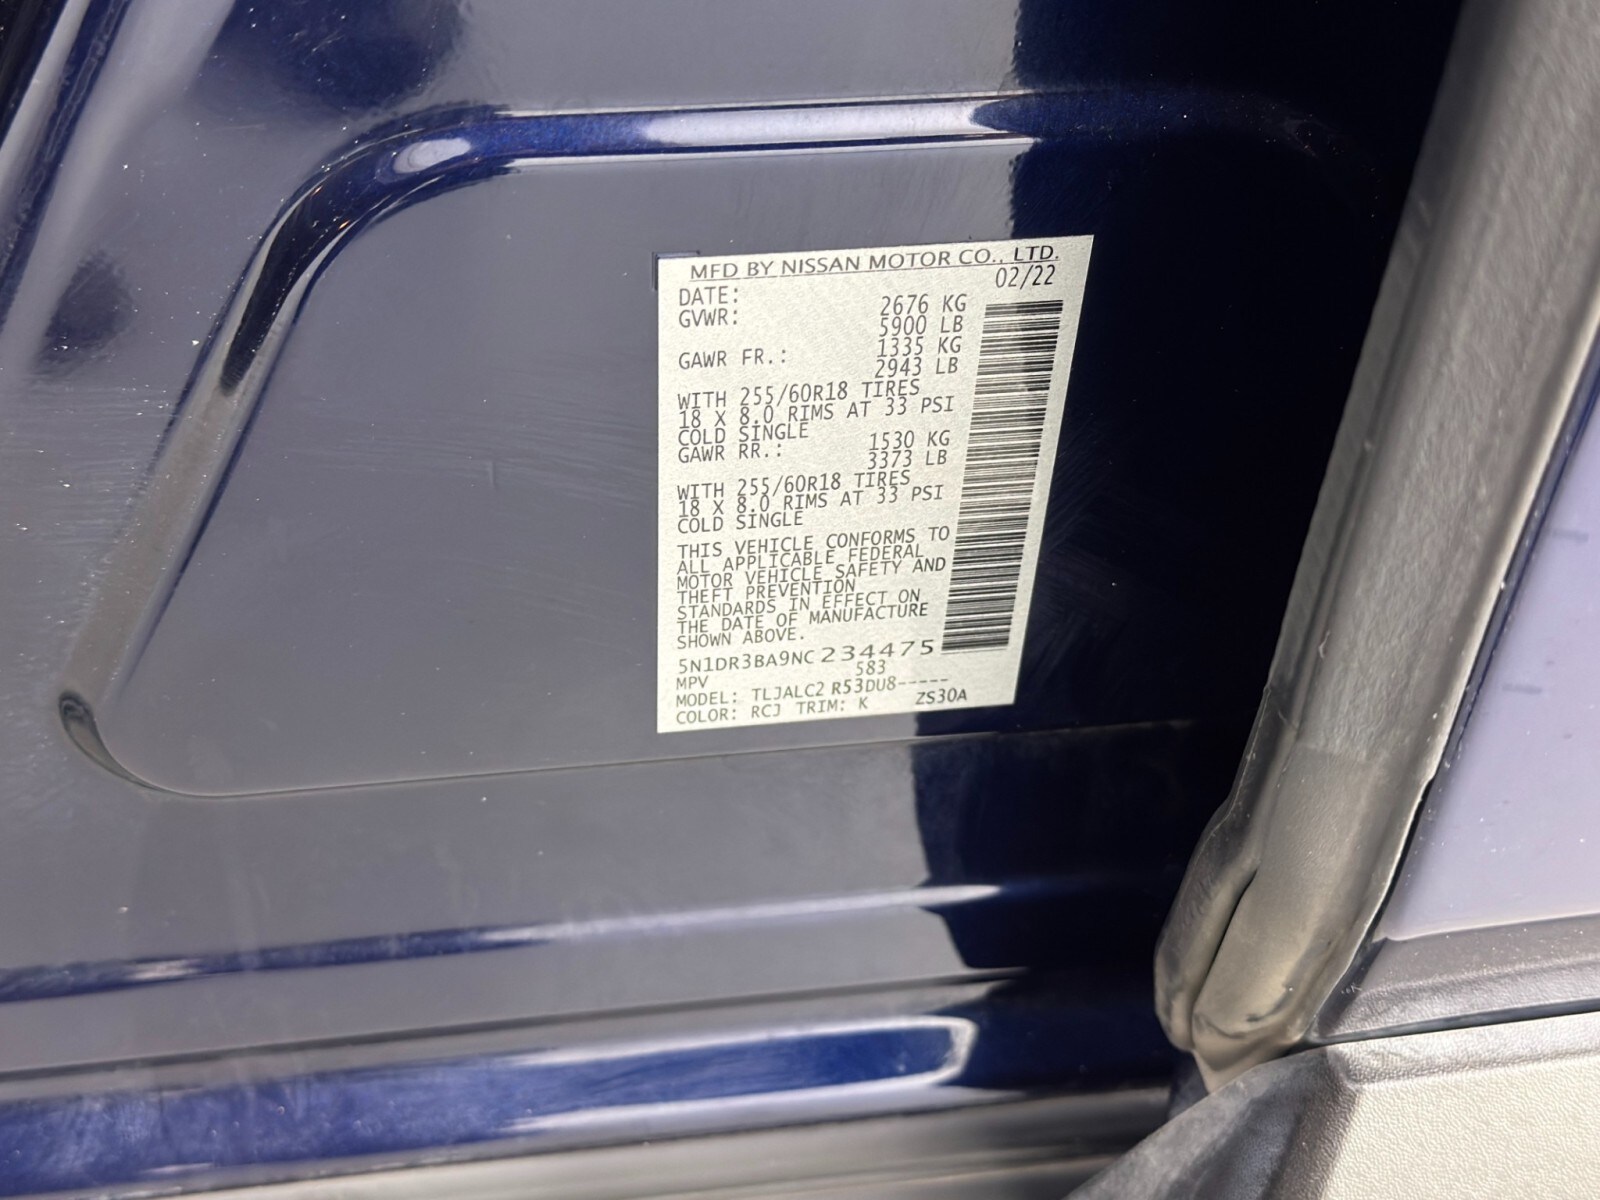 MFD BY NISSAN MOTOR CO., LTD.
DATE: 02/22
GVWR: 2676 KG
5900 LB
GAWR FR.: 1335 KG
2943 LB
WITH 255/60R18 TIRES
18 X 8.0 RIMS AT 33 PSI
COLD SINGLE
GAWR RR.: 1530 KG
3373 LB
WITH 255/60R18 TIRES
18 X 8.0 RIMS AT 33 PSI
COLD SINGLE
THIS VEHICLE CONFORMS TO
ALL APPLICABLE FEDERAL
MOTOR VEHICLE SAFETY AND
THEFT PREVENTION
STANDARDS IN EFFECT ON
THE DATE OF MANUFACTURE
SHOWN ABOVE.
5N1DR3BA9NC234475
MPV 583
MODEL: TLJALC2 R53DU8-----
COLOR: RCJ TRIM: K ZS30A